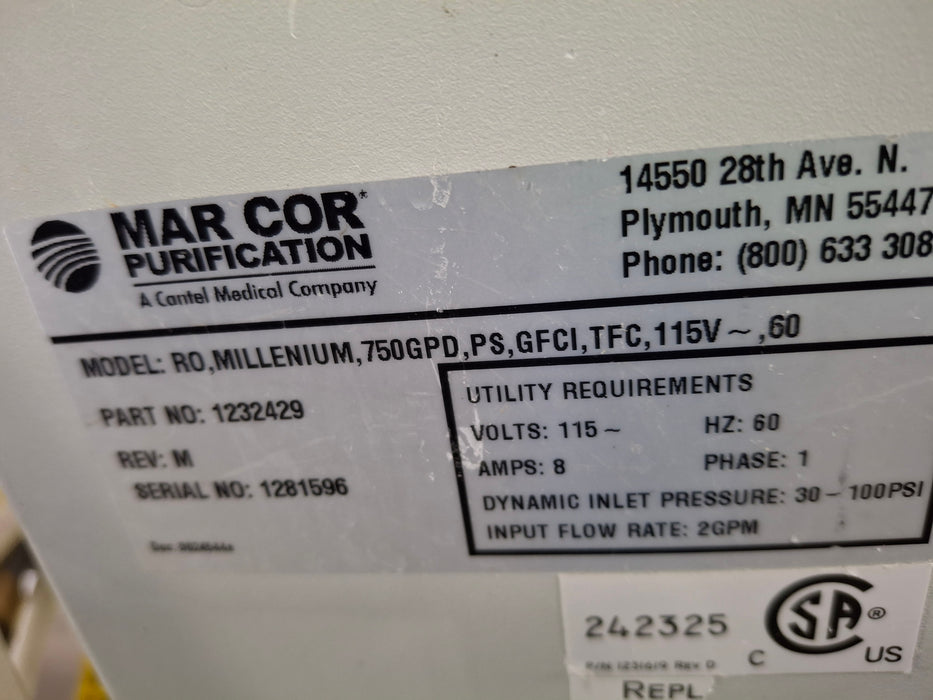 MAR COR
PURIFICATION
A Cantel Medical Company
14550 28th Ave. N.
Plymouth, MN 55447
Phone: (800) 633 308
MODEL: RO,MILLENIUM,750GPD,PS,GFCI,TFC,115V ~ ,60
PART NO: 1232429
REV: M
SERIAL NO: 1281596
UTILITY REQUIREMENTS
VOLTS: 115 ~ HZ: 60
AMPS: 8 PHASE: 1
DYNAMIC INLET PRESSURE: 30 - 100PSI
INPUT FLOW RATE: 2GPM
242325
SA ®
C US
REPL